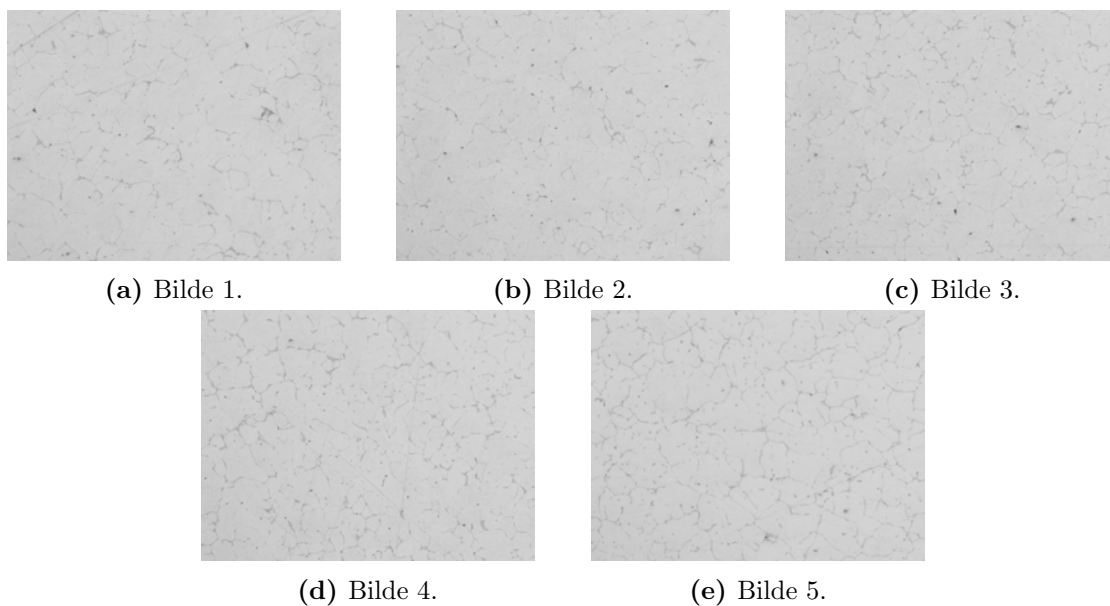 (a) Bilde 1.
(b) Bilde 2.
(c) Bilde 3.
(d) Bilde 4.
(e) Bilde 5.